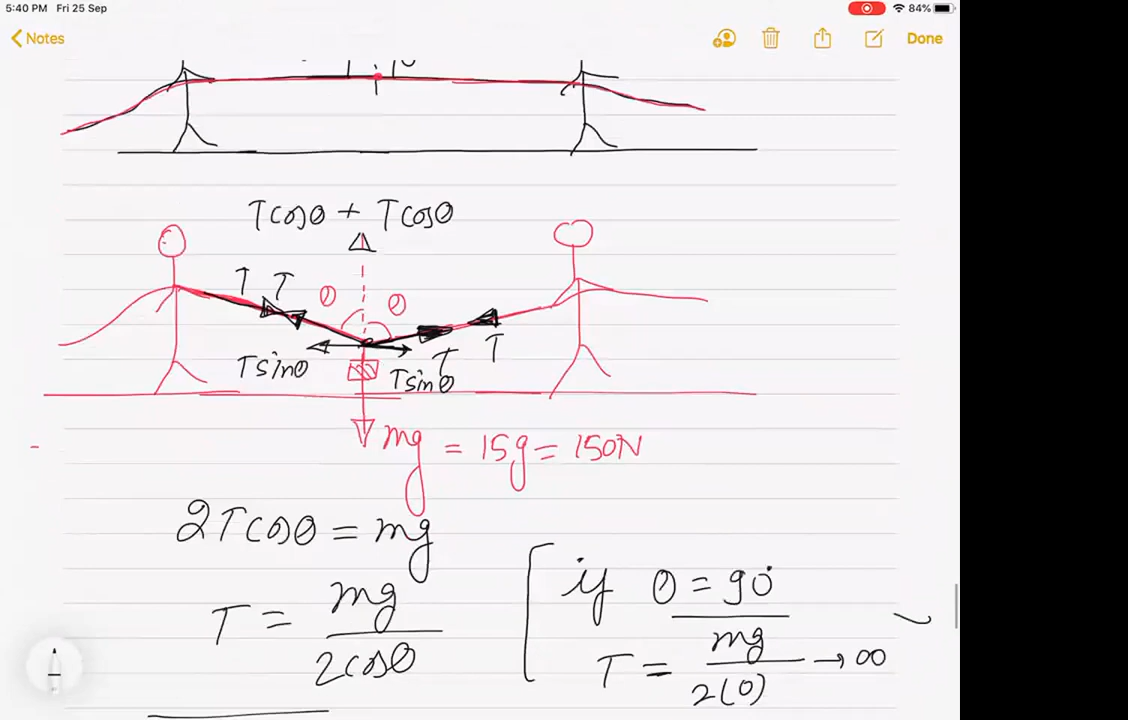 5:40 PM Fri 25 Sep 84%
Notes Done
Tcosθ + Tcosθ
T T θ θ
T T
Tsinθ Tsinθ
mg = 15g = 150N
2Tcosθ = mg
if θ = 90°
T = mg / 2cosθ
T = mg / 2(0) → ∞